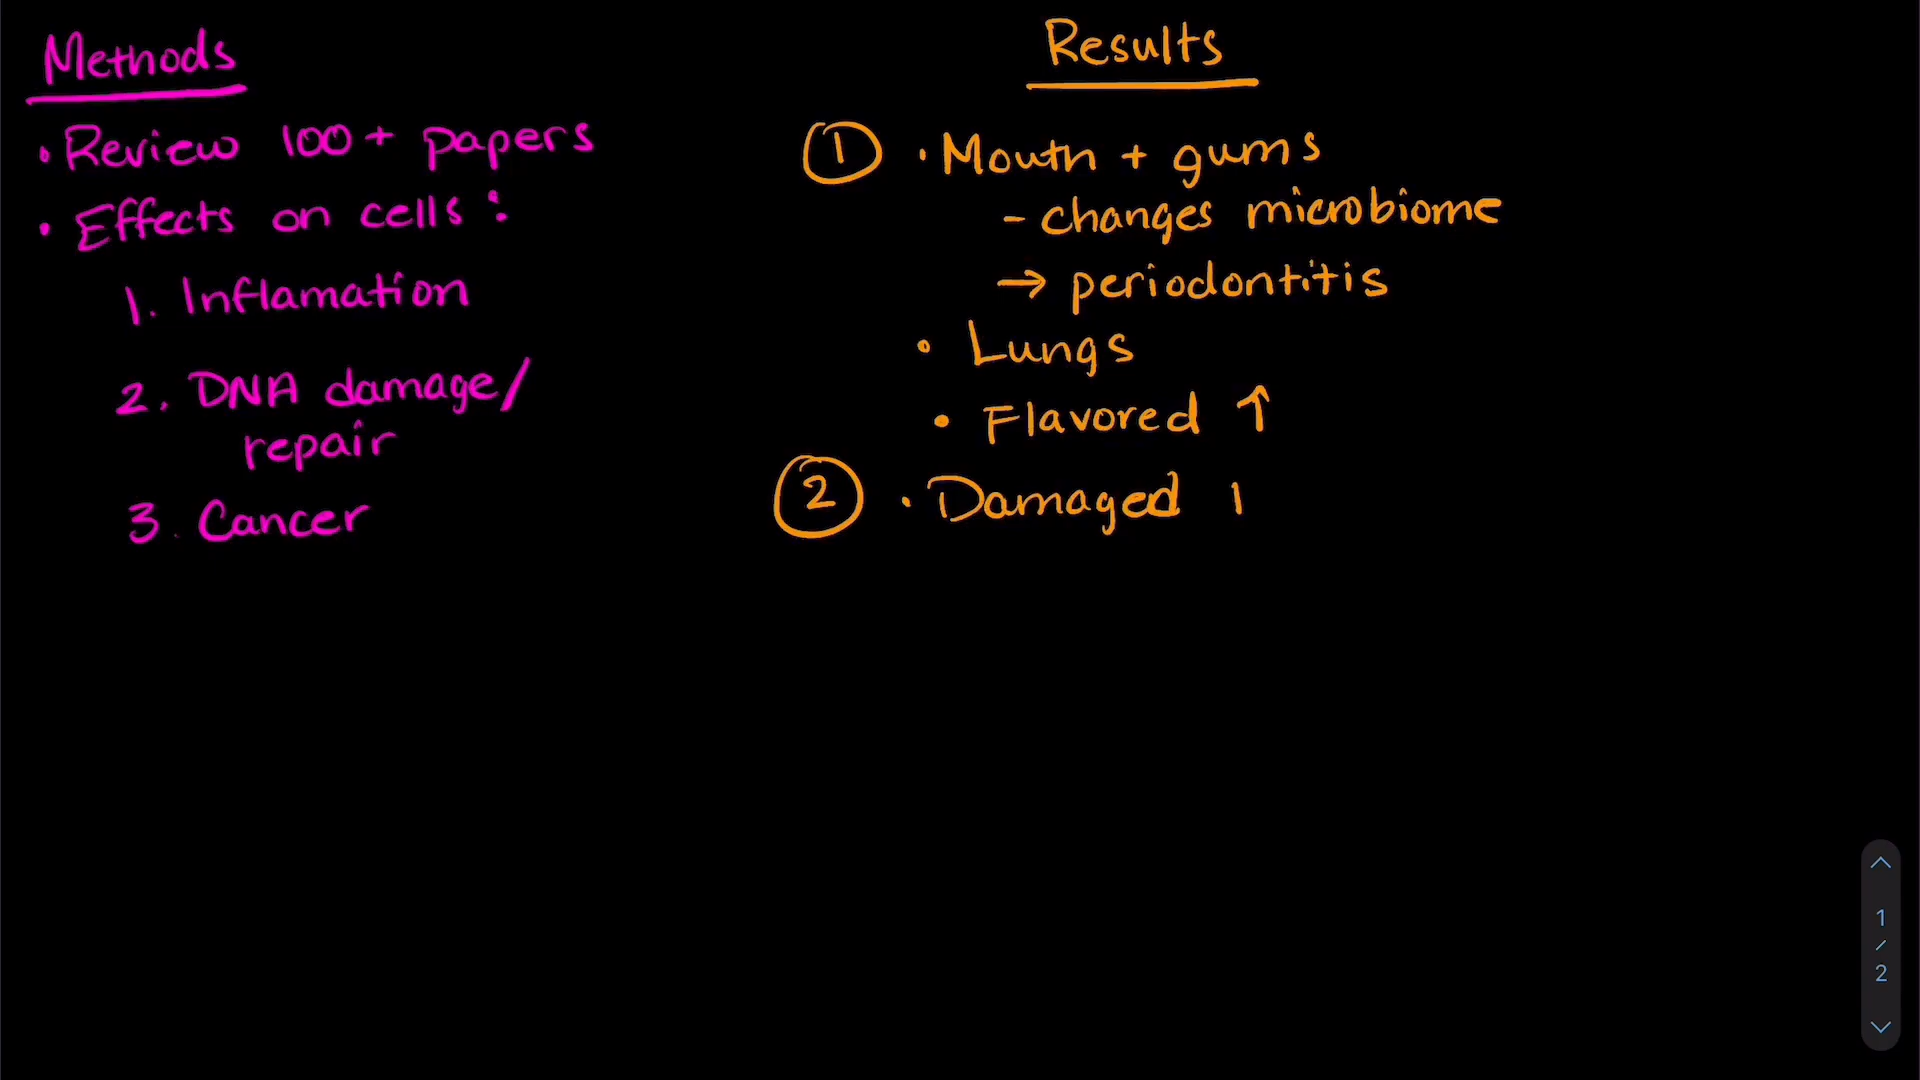 Methods
• Review 100+ papers
• Effects on cells:
1. Inflamation
2. DNA damage/
repair
3. Cancer
Results
① • Mouth + gums
- changes microbiome
→ periodontitis
• Lungs
• Flavored ↑
② • Damaged
1
/
2